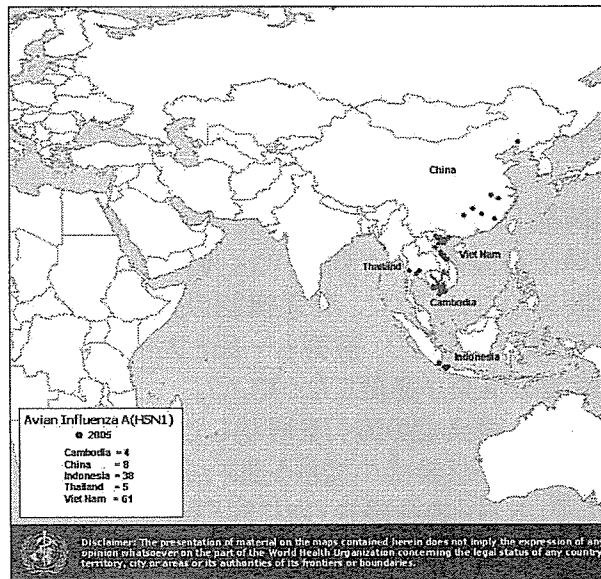 China
Viet Nam
Thailand
Cambodia
Indonesia
Avian Influenza A(H5N1)
2005
Cambodia = 4
China = 8
Indonesia = 38
Thailand = 5
Viet Nam = 61
Disclaimer: The presentation of material on the maps contained herein does not imply the expression of any
opinion whatsoever on the part of the World Health Organization concerning the legal status of any country,
territory, city or areas or its authorities of its frontiers or boundaries.